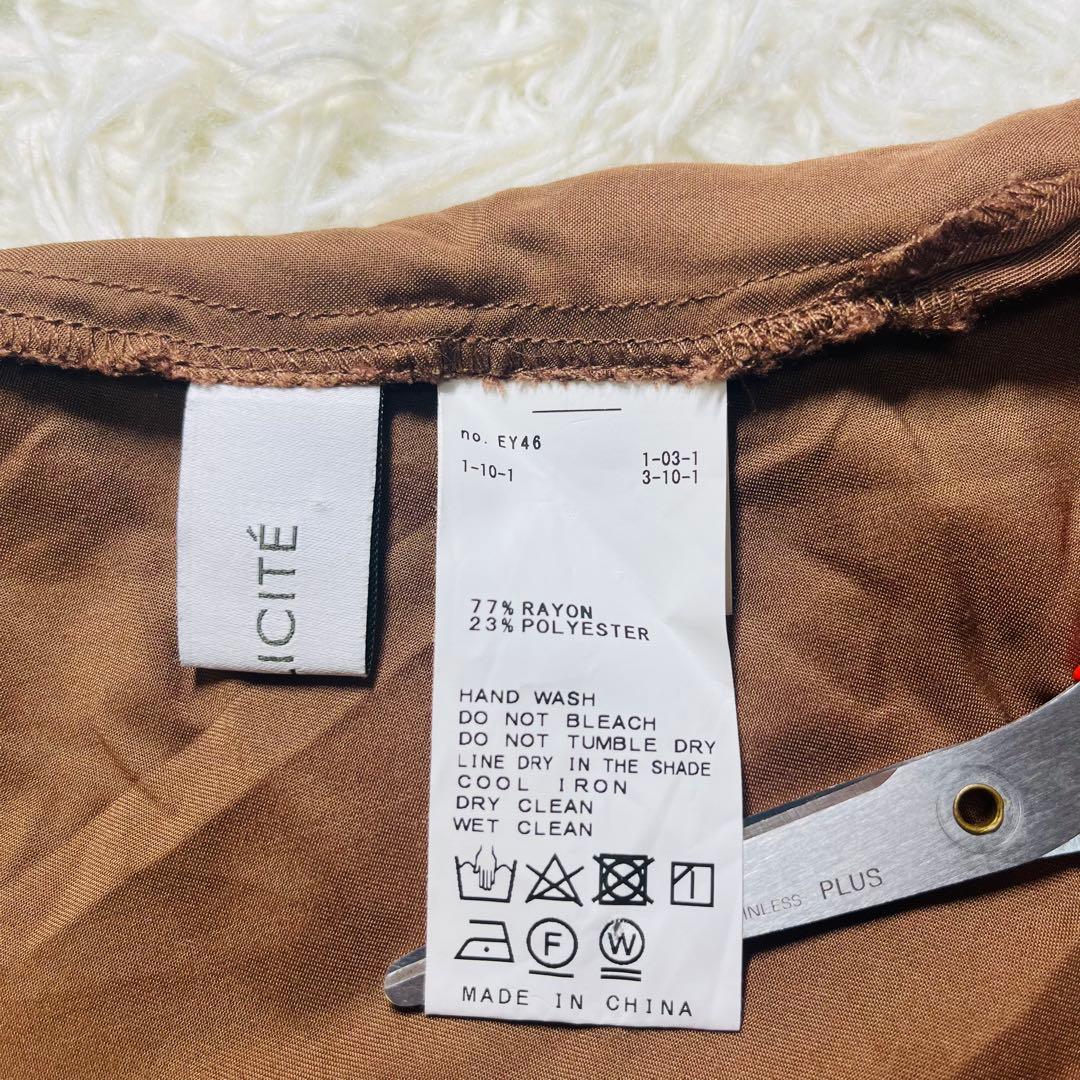 ICITÉ
no. EY46
1-10-1
1-03-1
3-10-1
77% RAYON
23% POLYESTER
HAND WASH
DO NOT BLEACH
DO NOT TUMBLE DRY
LINE DRY IN THE SHADE
COOL IRON
DRY CLEAN
WET CLEAN
F W
MADE IN CHINA
INLESS PLUS